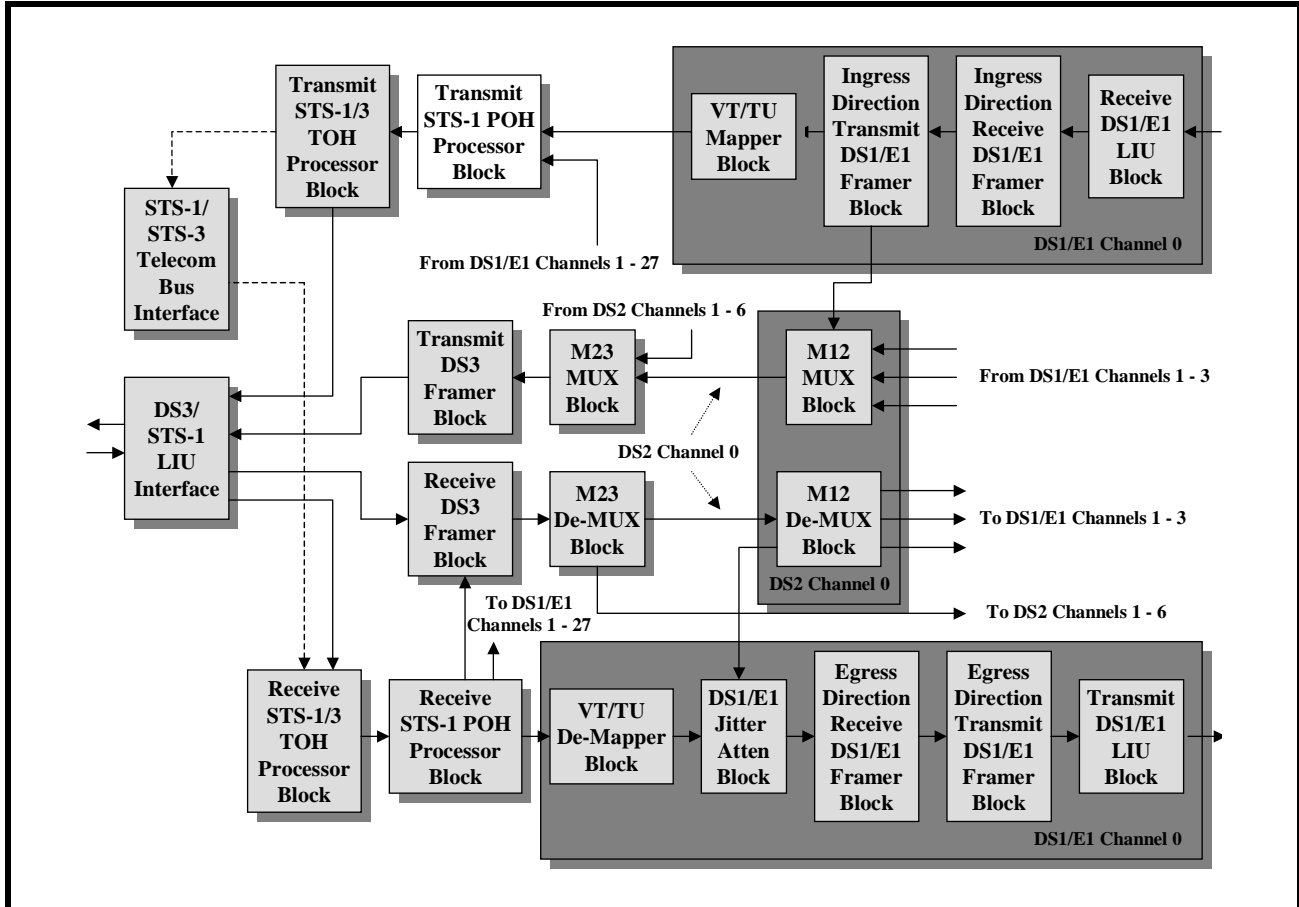 Transmit
STS-1/3
TOH
Processor
Block
Transmit
STS-1 POH
Processor
Block
VT/TU
Mapper
Block
Ingress
Direction
Transmit
DS1/E1
Framer
Block
Ingress
Direction
Receive
DS1/E1
Framer
Block
Receive
DS1/E1
LIU
Block
DS1/E1 Channel 0
STS-1/
STS-3
Telecom
Bus
Interface
From DS1/E1 Channels 1 - 27
From DS2 Channels 1 - 6
Transmit
DS3
Framer
Block
M23
MUX
Block
M12
MUX
Block
From DS1/E1 Channels 1 - 3
DS3/
STS-1
LIU
Interface
DS2 Channel 0
Receive
DS3
Framer
Block
M23
De-MUX
Block
M12
De-MUX
Block
To DS1/E1 Channels 1 - 3
DS2 Channel 0
To DS1/E1
Channels 1 - 27
To DS2 Channels 1 - 6
Receive
STS-1/3
TOH
Processor
Block
Receive
STS-1 POH
Processor
Block
VT/TU
De-Mapper
Block
DS1/E1
Jitter
Atten
Block
Egress
Direction
Receive
DS1/E1
Framer
Block
Egress
Direction
Transmit
DS1/E1
Framer
Block
Transmit
DS1/E1
LIU
Block
DS1/E1 Channel 0